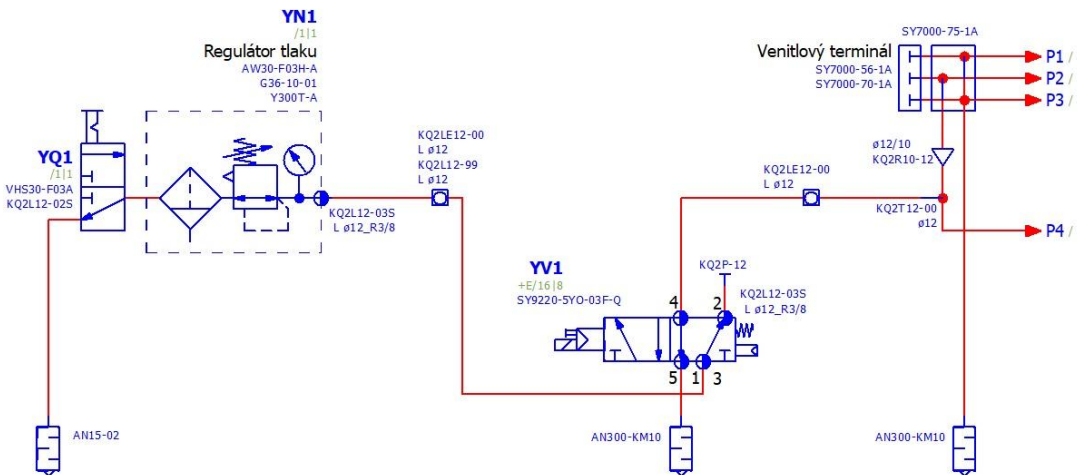 YN1
/1|1
Regulátor tlaku
AW30-F03H-A
G36-10-01
Y300T-A
YQ1
/1|1
VHS30-F03A
KQ2L12-02S
KQ2LE12-00
L ø12
KQ2L12-99
L ø12
KQ2L12-03S
L ø12_R3/8
AN15-02
YV1
+E/16|8
SY9220-5YO-03F-Q
4
2
5
1
3
KQ2P-12
KQ2L12-03S
L ø12_R3/8
AN300-KM10
KQ2LE12-00
L ø12
SY7000-75-1A
Venitlový terminál
SY7000-56-1A
SY7000-70-1A
P1 /
P2 /
P3 /
ø12/10
KQ2R10-12
KQ2T12-00
ø12
P4 /
AN300-KM10